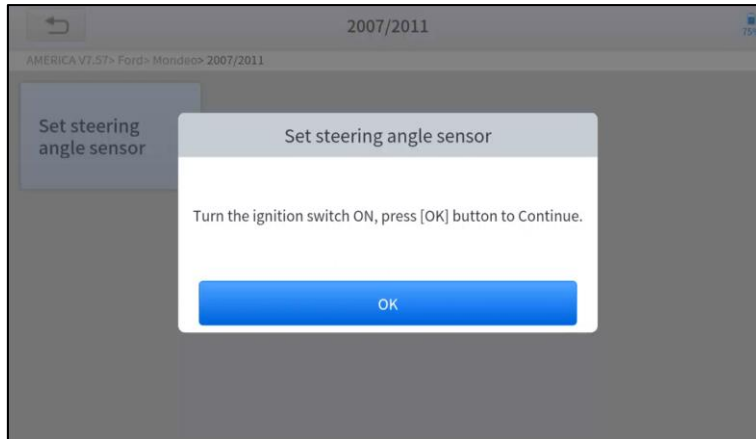 2007/2011
75%
AMERICA V7.57> Ford> Mondeo> 2007/2011
Set steering
angle sensor
Set steering angle sensor
Turn the ignition switch ON, press [OK] button to Continue.
OK